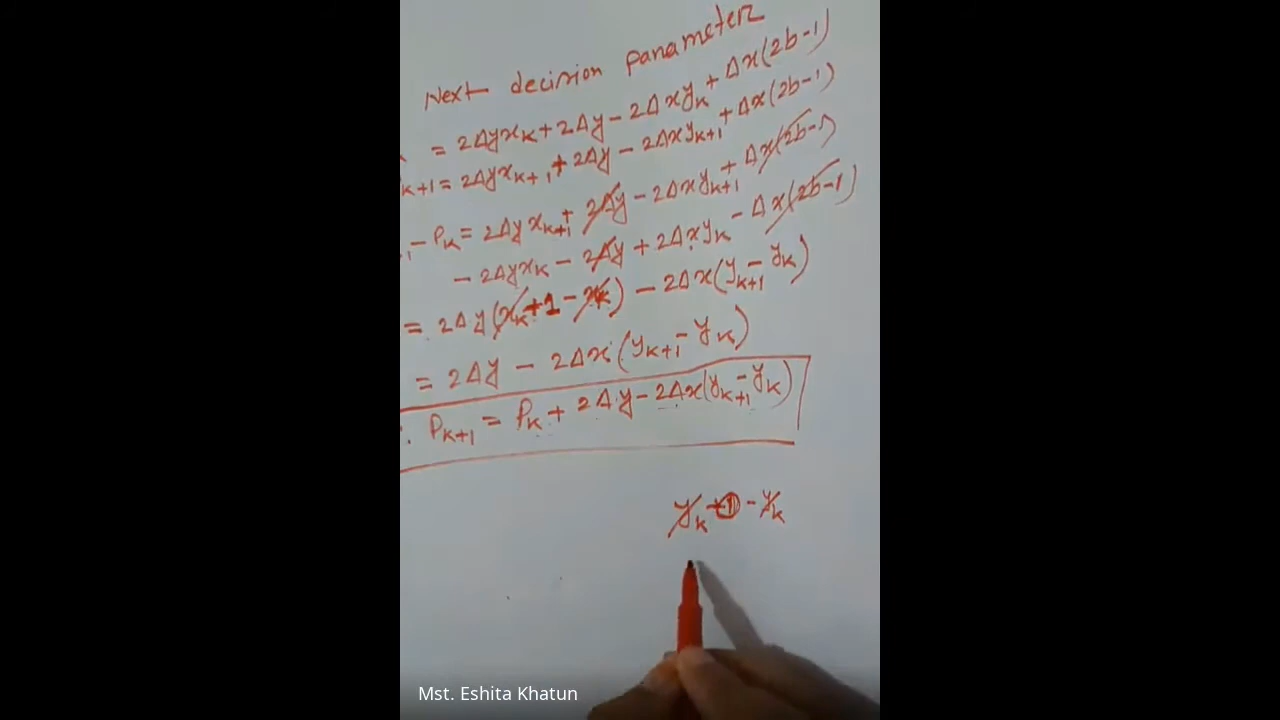 Next decision parameter
= 2Δyxₖ + 2Δy - 2Δxyₖ + Δx(2b-1)
ₖ₊₁ = 2Δyxₖ₊₁ + 2Δy - 2Δxyₖ₊₁ + Δx(2b-1)
- Pₖ = 2Δyxₖ₊₁ + 2Δy - 2Δxyₖ₊₁ + Δx(2b-1)
- 2Δyxₖ - 2Δy + 2Δxyₖ - Δx(2b-1)
= 2Δy(xₖ+1-xₖ) - 2Δx(yₖ₊₁ - yₖ)
= 2Δy - 2Δx(yₖ₊₁ - yₖ)
Pₖ₊₁ = Pₖ + 2Δy - 2Δx(yₖ₊₁ - yₖ)
yₖ + 1 - yₖ
Mst. Eshita Khatun